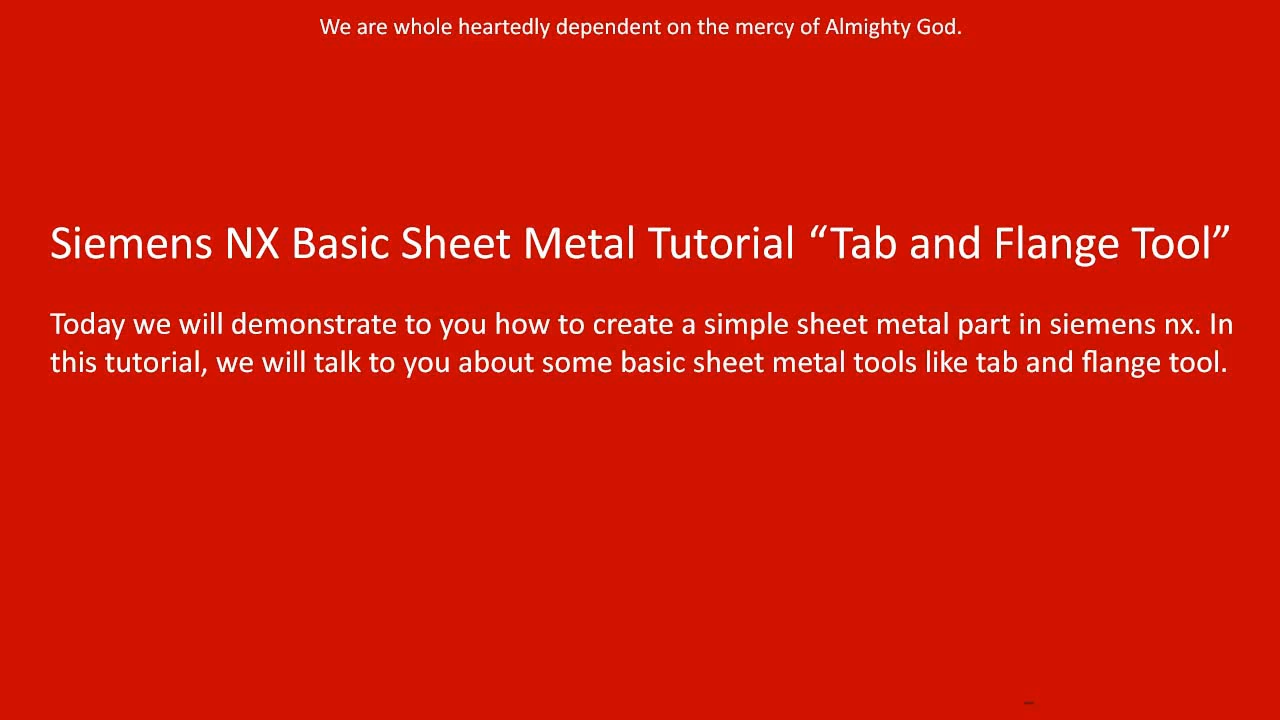 We are whole heartedly dependent on the mercy of Almighty God.
Siemens NX Basic Sheet Metal Tutorial “Tab and Flange Tool”
Today we will demonstrate to you how to create a simple sheet metal part in siemens nx. In
this tutorial, we will talk to you about some basic sheet metal tools like tab and flange tool.